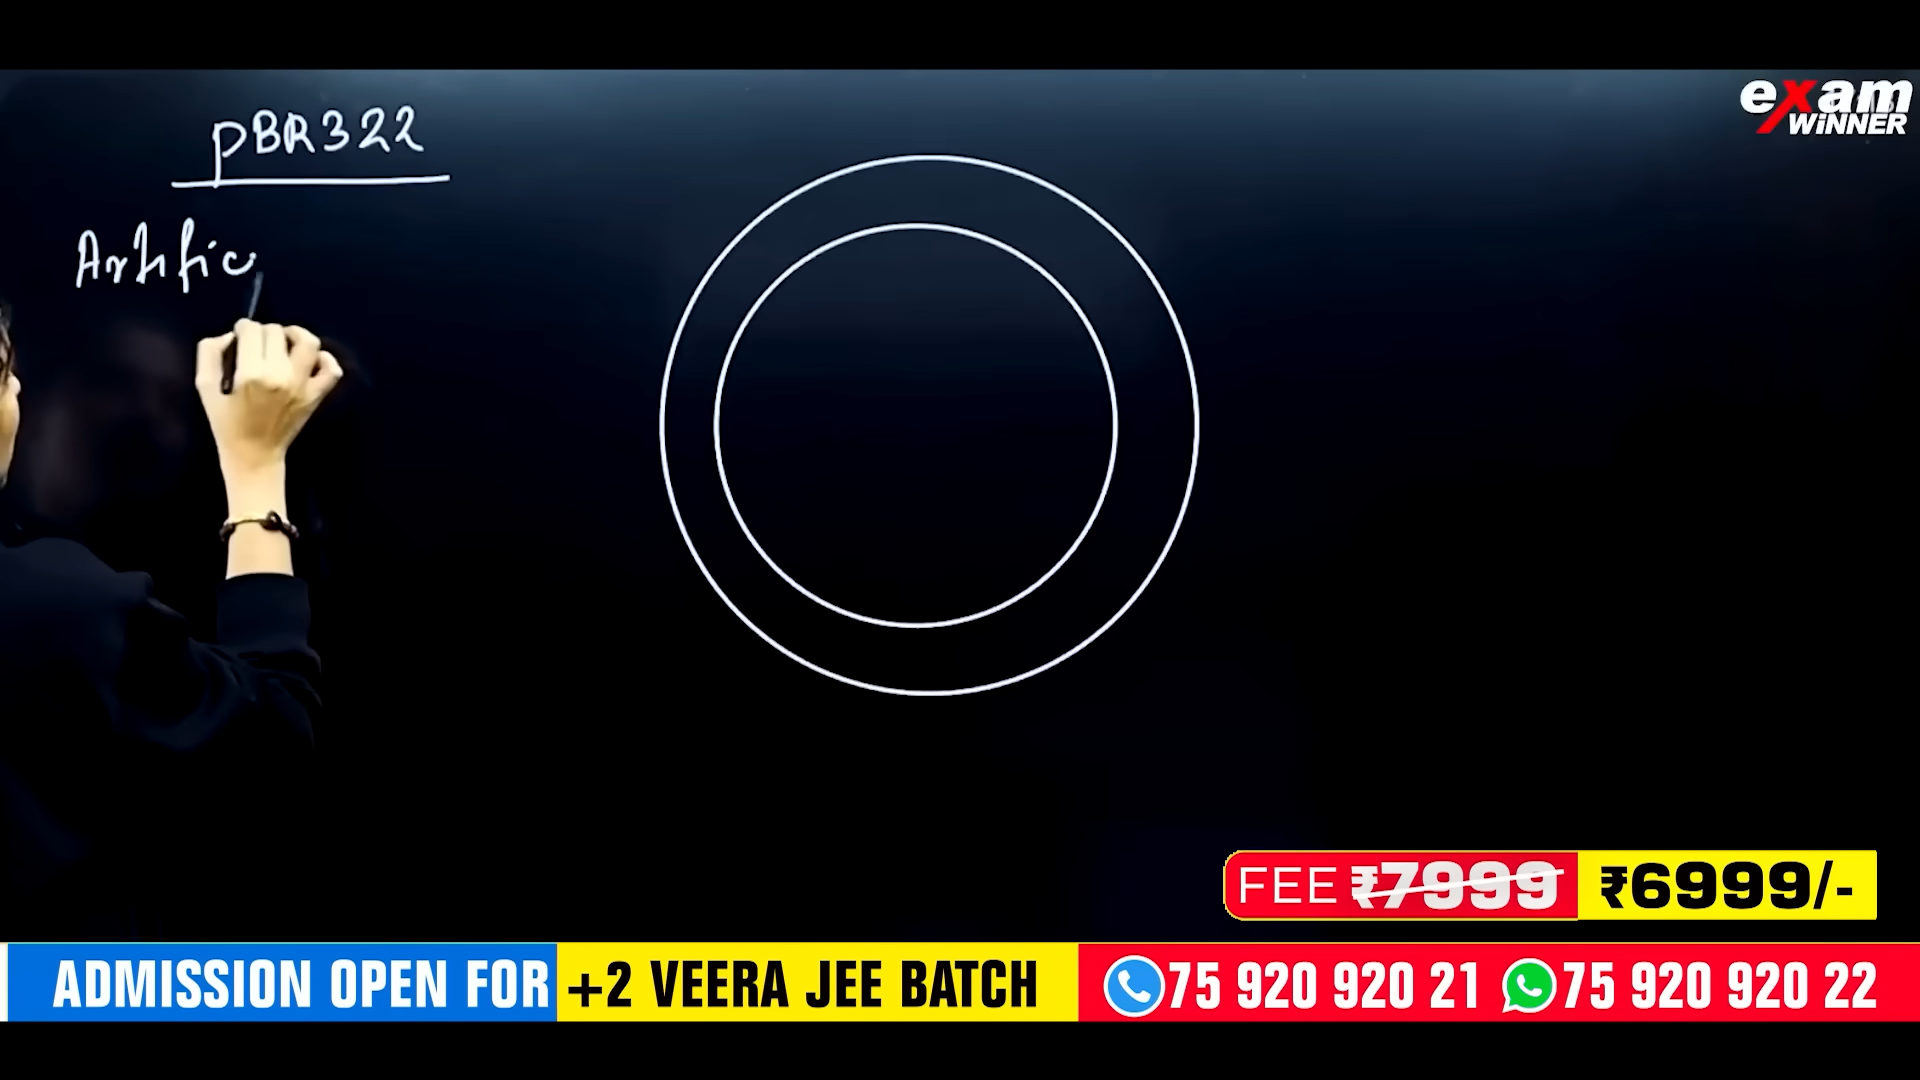 pBR322
Artific
exam
WiNNER
FEE ₹7999 ₹6999/-
ADMISSION OPEN FOR +2 VEERA JEE BATCH 75 920 920 21 75 920 920 22